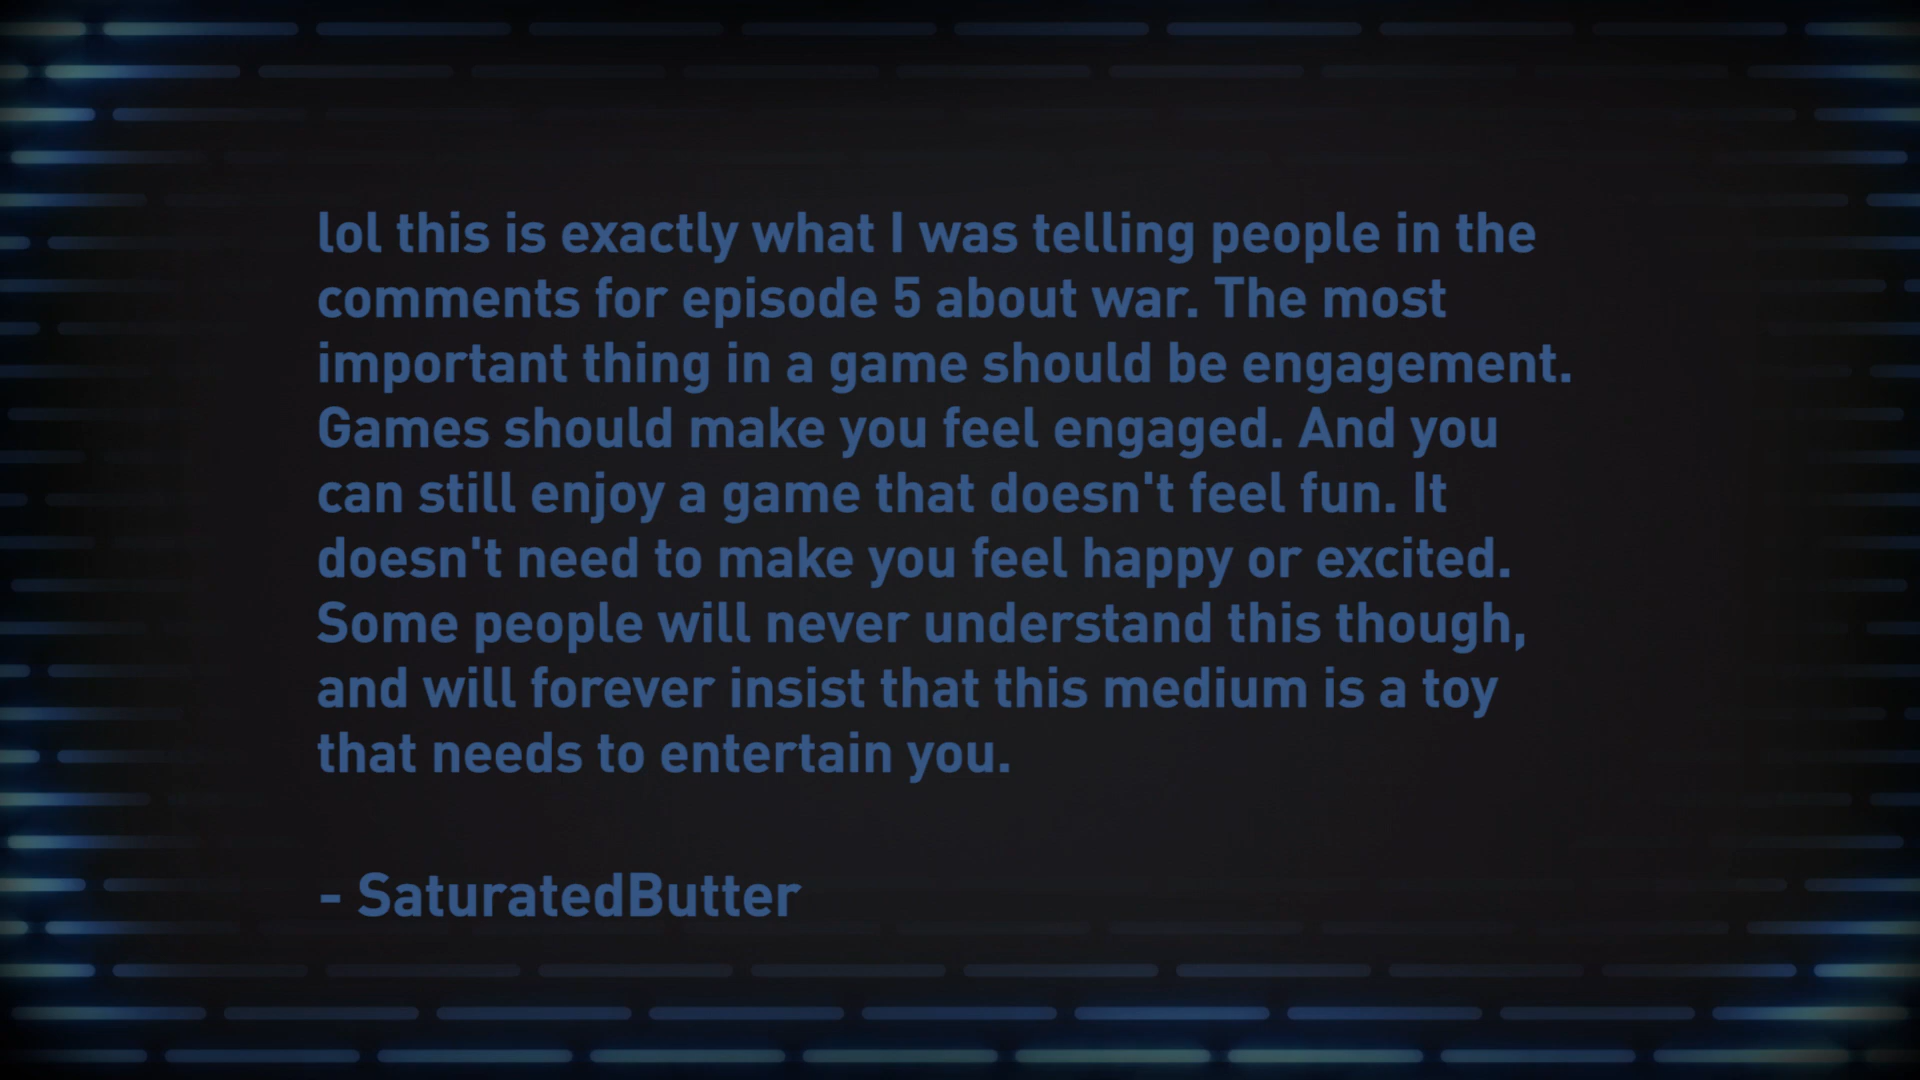 lol this is exactly what I was telling people in the
comments for episode 5 about war. The most
important thing in a game should be engagement.
Games should make you feel engaged. And you
can still enjoy a game that doesn't feel fun. It
doesn't need to make you feel happy or excited.
Some people will never understand this though,
and will forever insist that this medium is a toy
that needs to entertain you.
- SaturatedButter